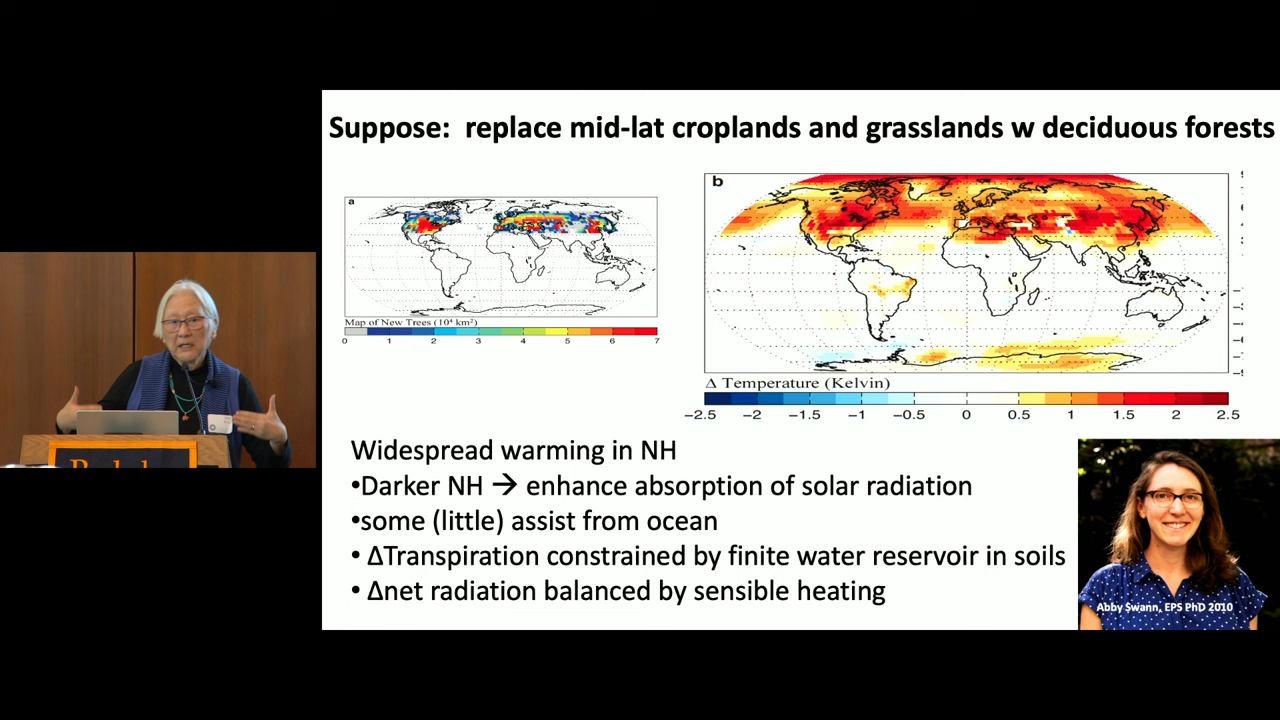 Suppose: replace mid-lat croplands and grasslands w deciduous forests
a
Map of New Trees (10⁴ km²)
0 1 2 3 4 5 6 7
b
Δ Temperature (Kelvin)
−2.5 −2 −1.5 −1 −0.5 0 0.5 1 1.5 2 2.5
Widespread warming in NH
•Darker NH → enhance absorption of solar radiation
•some (little) assist from ocean
• ΔTranspiration constrained by finite water reservoir in soils
• Δnet radiation balanced by sensible heating
Abby Swann, EPS PhD 2010